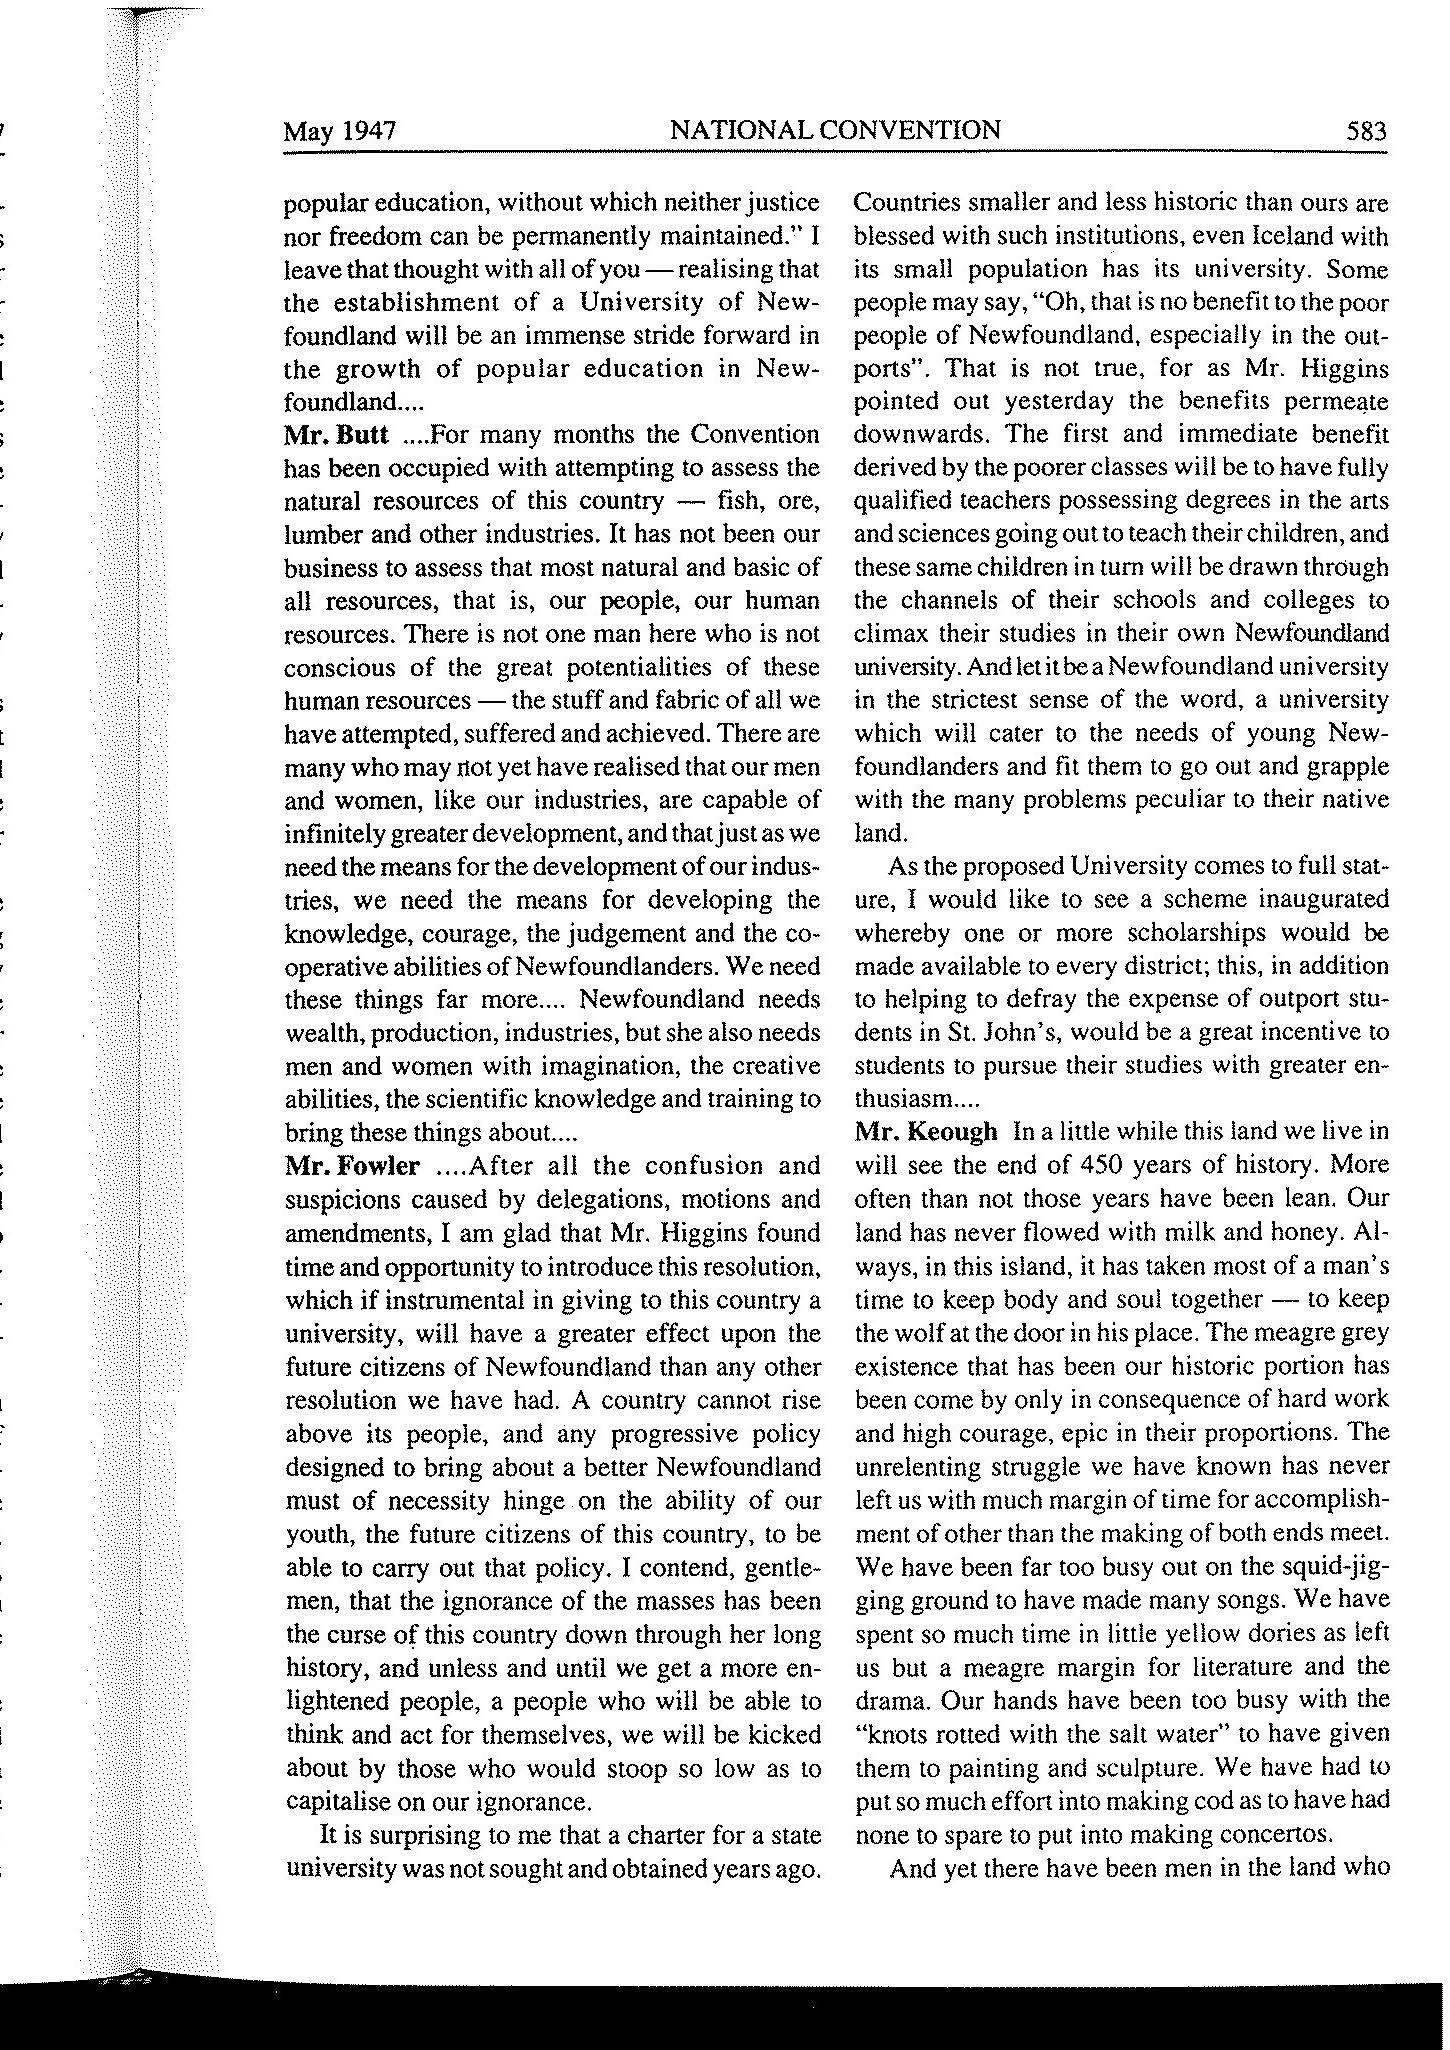 May 1947 NATIONAL CONVENTION 583
popular education, without which neither justice
nor freedom can be permanently maintained." I
leave that thought with all of you — realising that
the establishment of a University of New-
foundland will be an immense stride forward in
the growth of popular education in New-
foundland....
Mr. Butt ....For many months the Convention
has been occupied with attempting to assess the
natural resources of this country — fish, ore,
lumber and other industries. It has not been our
business to assess that most natural and basic of
all resources, that is, our people, our human
resources. There is not one man here who is not
conscious of the great potentialities of these
human resources — the stuff and fabric of all we
have attempted, suffered and achieved. There are
many who may not yet have realised that our men
and women, like our industries, are capable of
infinitely greater development, and that just as we
need the means for the development of our indus-
tries, we need the means for developing the
knowledge, courage, the judgement and the co-
operative abilities of Newfoundlanders. We need
these things far more.... Newfoundland needs
wealth, production, industries, but she also needs
men and women with imagination, the creative
abilities, the scientific knowledge and training to
bring these things about....
Mr. Fowler ....After all the confusion and
suspicions caused by delegations, motions and
amendments, I am glad that Mr. Higgins found
time and opportunity to introduce this resolution,
which if instrumental in giving to this country a
university, will have a greater effect upon the
future citizens of Newfoundland than any other
resolution we have had. A country cannot rise
above its people, and any progressive policy
designed to bring about a better Newfoundland
must of necessity hinge on the ability of our
youth, the future citizens of this country, to be
able to carry out that policy. I contend, gentle-
men, that the ignorance of the masses has been
the curse of this country down through her long
history, and unless and until we get a more en-
lightened people, a people who will be able to
think and act for themselves, we will be kicked
about by those who would stoop so low as to
capitalise on our ignorance.
It is surprising to me that a charter for a state
university was not sought and obtained years ago.
Countries smaller and less historic than ours are
blessed with such institutions, even Iceland with
its small population has its university. Some
people may say, "Oh, that is no benefit to the poor
people of Newfoundland, especially in the out-
ports". That is not true, for as Mr. Higgins
pointed out yesterday the benefits permeate
downwards. The first and immediate benefit
derived by the poorer classes will be to have fully
qualified teachers possessing degrees in the arts
and sciences going out to teach their children, and
these same children in turn will be drawn through
the channels of their schools and colleges to
climax their studies in their own Newfoundland
university. And let it be a Newfoundland university
in the strictest sense of the word, a university
which will cater to the needs of young New-
foundlanders and fit them to go out and grapple
with the many problems peculiar to their native
land.
As the proposed University comes to full stat-
ure, I would like to see a scheme inaugurated
whereby one or more scholarships would be
made available to every district; this, in addition
to helping to defray the expense of outport stu-
dents in St. John's, would be a great incentive to
students to pursue their studies with greater en-
thusiasm....
Mr. Keough In a little while this land we live in
will see the end of 450 years of history. More
often than not those years have been lean. Our
land has never flowed with milk and honey. Al-
ways, in this island, it has taken most of a man's
time to keep body and soul together — to keep
the wolf at the door in his place. The meagre grey
existence that has been our historic portion has
been come by only in consequence of hard work
and high courage, epic in their proportions. The
unrelenting struggle we have known has never
left us with much margin of time for accomplish-
ment of other than the making of both ends meet.
We have been far too busy out on the squid-jig-
ging ground to have made many songs. We have
spent so much time in little yellow dories as left
us but a meagre margin for literature and the
drama. Our hands have been too busy with the
"knots rotted with the salt water" to have given
them to painting and sculpture. We have had to
put so much effort into making cod as to have had
none to spare to put into making concertos.
And yet there have been men in the land who